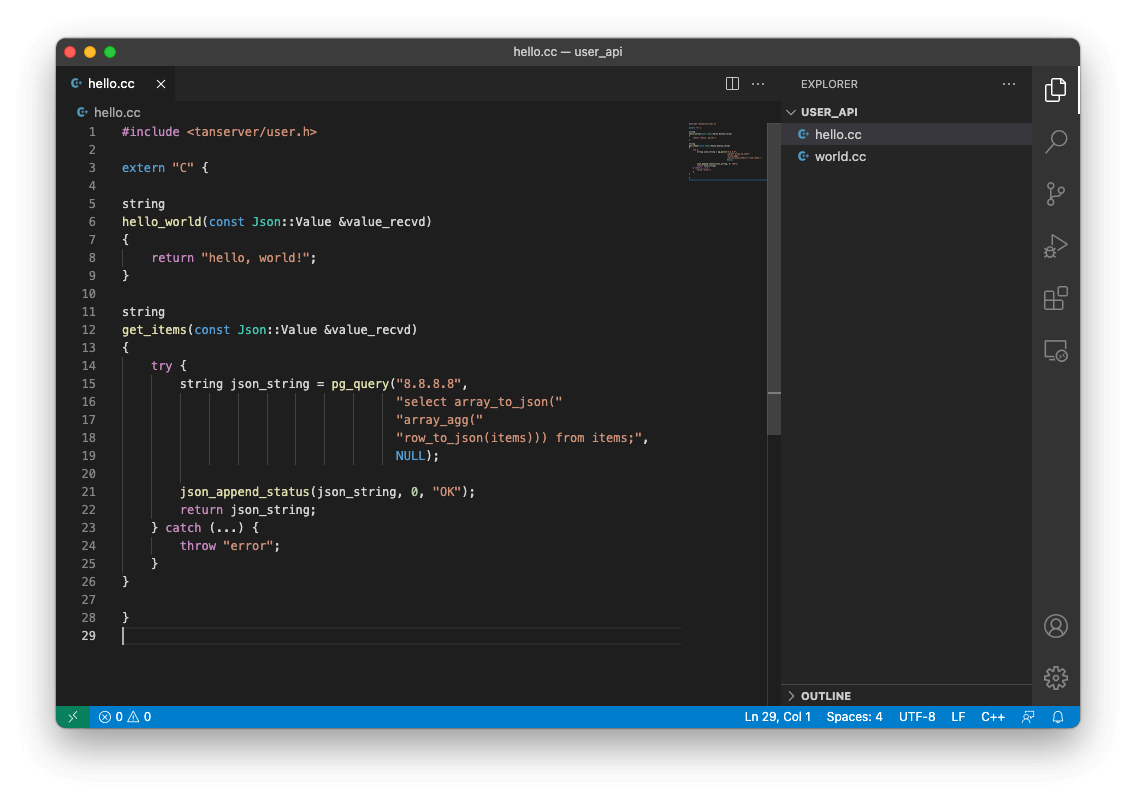 hello.cc — user_api
hello.cc
EXPLORER
hello.cc
USER_API
hello.cc
world.cc
1 #include <tanserver/user.h>
2
3 extern "C" {
4
5 string
6 hello_world(const Json::Value &value_recvd)
7 {
8     return "hello, world!";
9 }
10
11 string
12 get_items(const Json::Value &value_recvd)
13 {
14     try {
15         string json_string = pg_query("8.8.8.8",
16                                       "select array_to_json("
17                                       "array_agg("
18                                       "row_to_json(items))) from items;",
19                                       NULL);
20
21         json_append_status(json_string, 0, "OK");
22         return json_string;
23     } catch (...) {
24         throw "error";
25     }
26 }
27
28 }
29
OUTLINE
0 0 Ln 29, Col 1 Spaces: 4 UTF-8 LF C++